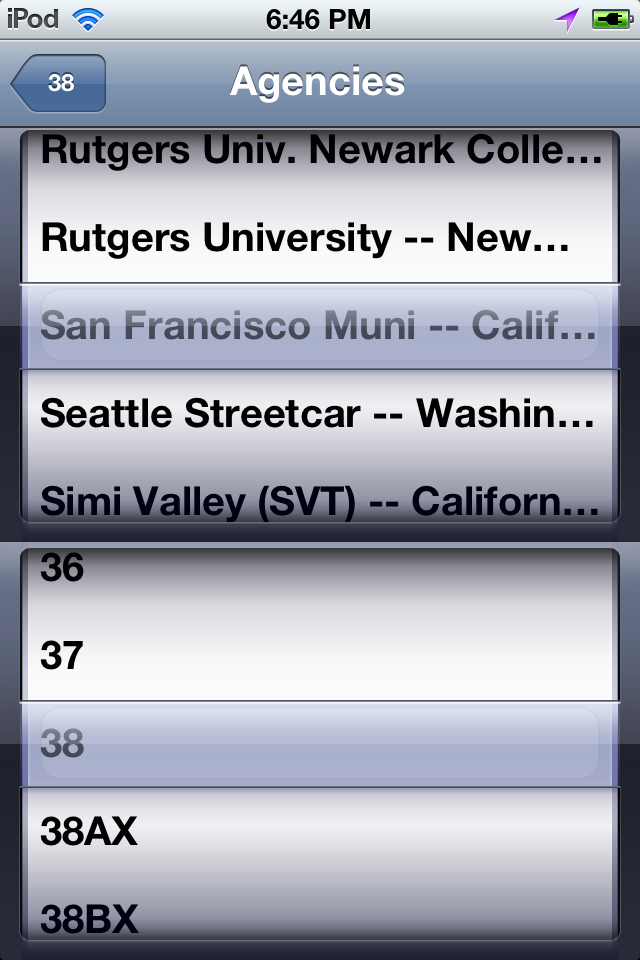 iPod 6:46 PM
38 Agencies
Rutgers Univ. Newark Colle...
Rutgers University -- New...
San Francisco Muni -- Calif...
Seattle Streetcar -- Washin...
Simi Valley (SVT) -- Californ...
36
37
38
38AX
38BX